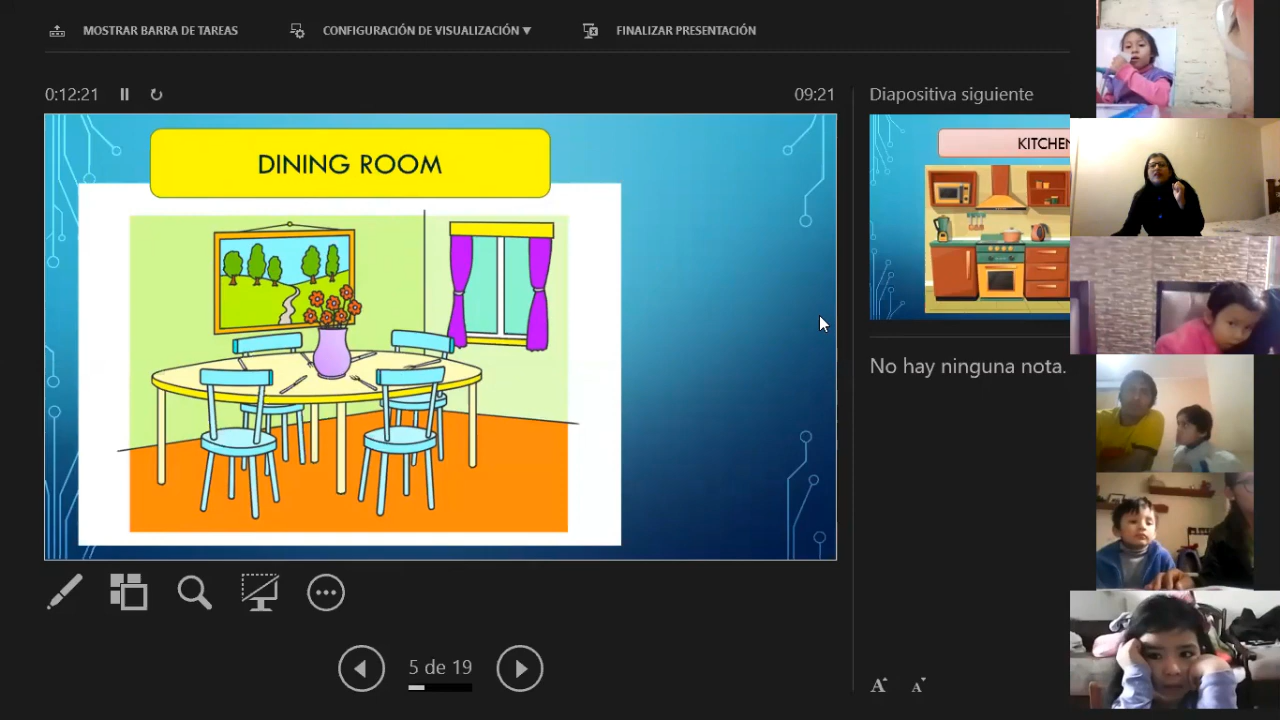 MOSTRAR BARRA DE TAREAS
CONFIGURACIÓN DE VISUALIZACIÓN ▼
FINALIZAR PRESENTACIÓN
0:12:21
09:21
Diapositiva siguiente
DINING ROOM
KITCHEN
No hay ninguna nota.
5 de 19
A A